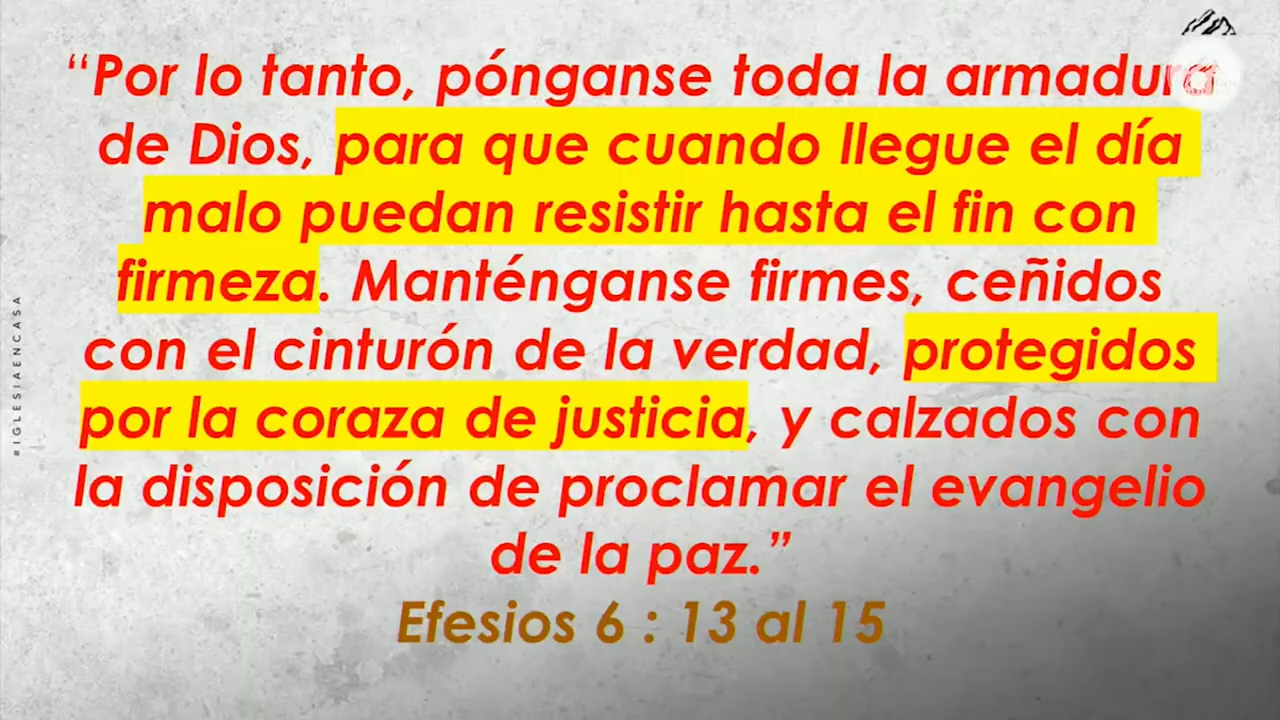 “Por lo tanto, pónganse toda la armadura
de Dios, para que cuando llegue el día
malo puedan resistir hasta el fin con
firmeza. Manténganse firmes, ceñidos
con el cinturón de la verdad, protegidos
por la coraza de justicia, y calzados con
la disposición de proclamar el evangelio
de la paz.”
Efesios 6 : 13 al 15
#IGLESIAENCASA